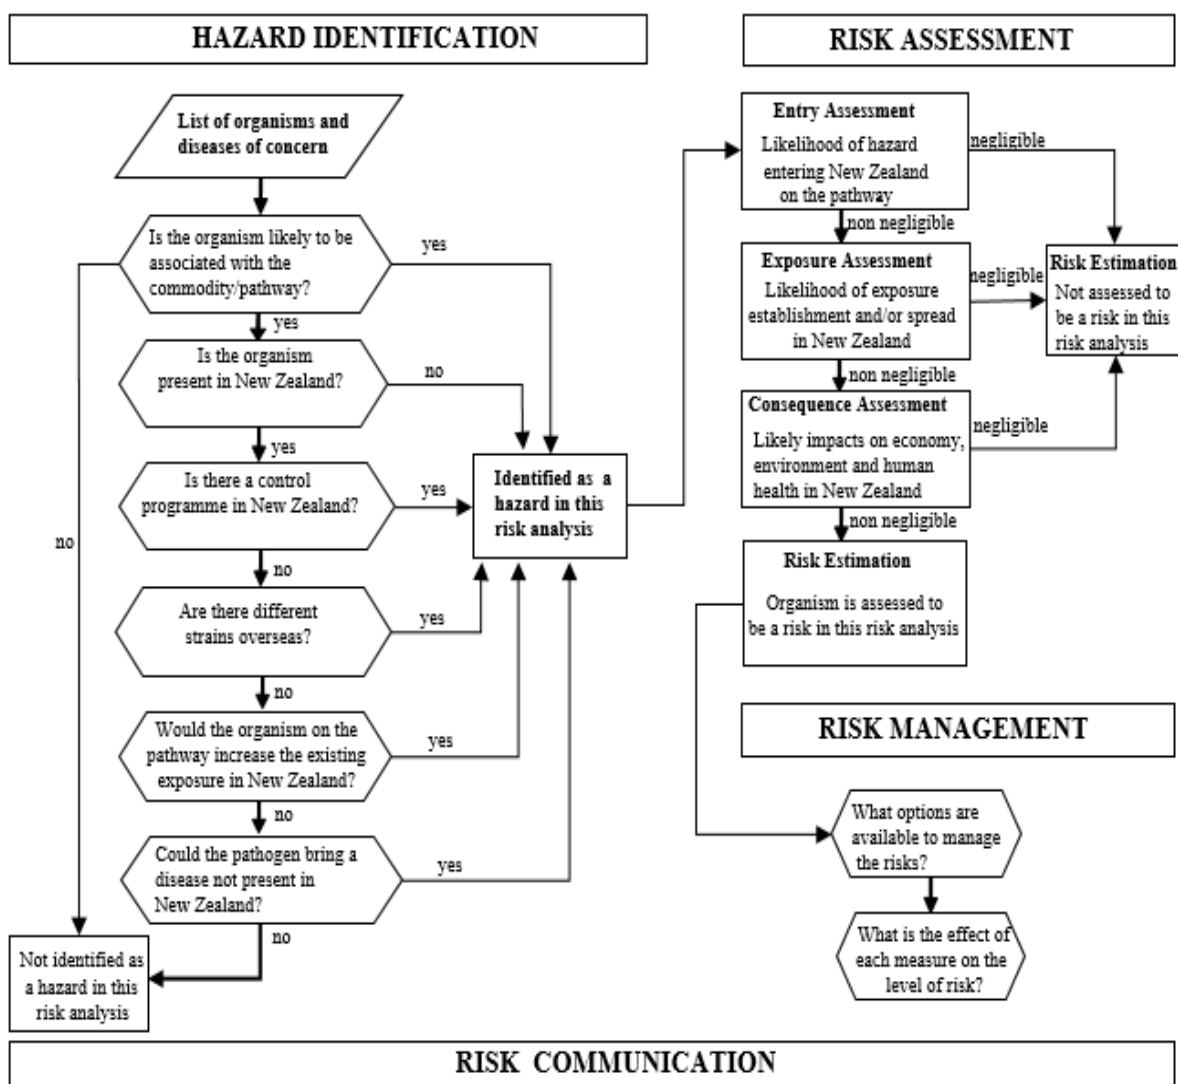 HAZARD IDENTIFICATION
List of organisms and
diseases of concern
Is the organism likely to be
associated with the
commodity/pathway?
yes
yes
Is the organism
present in New Zealand?
no
yes
Is there a control
programme in New Zealand?
yes
no
no
Are there different
strains overseas?
yes
no
Would the organism on the
pathway increase the existing
exposure in New Zealand?
yes
no
Could the pathogen bring a
disease not present in
New Zealand?
yes
no
Not identified as
a hazard in this
risk analysis
Identified as a
hazard in this
risk analysis
RISK ASSESSMENT
Entry Assessment
Likelihood of hazard
entering New Zealand
on the pathway
negligible
non negligible
Exposure Assessment
Likelihood of exposure
establishment and/or spread
in New Zealand
negligible
non negligible
Risk Estimation
Not assessed to
be a risk in this
risk analysis
Consequence Assessment
Likely impacts on economy,
environment and human
health in New Zealand
negligible
non negligible
Risk Estimation
Organism is assessed to
be a risk in this risk analysis
RISK MANAGEMENT
What options are
available to manage
the risks?
What is the effect of
each measure on the
level of risk?
RISK COMMUNICATION